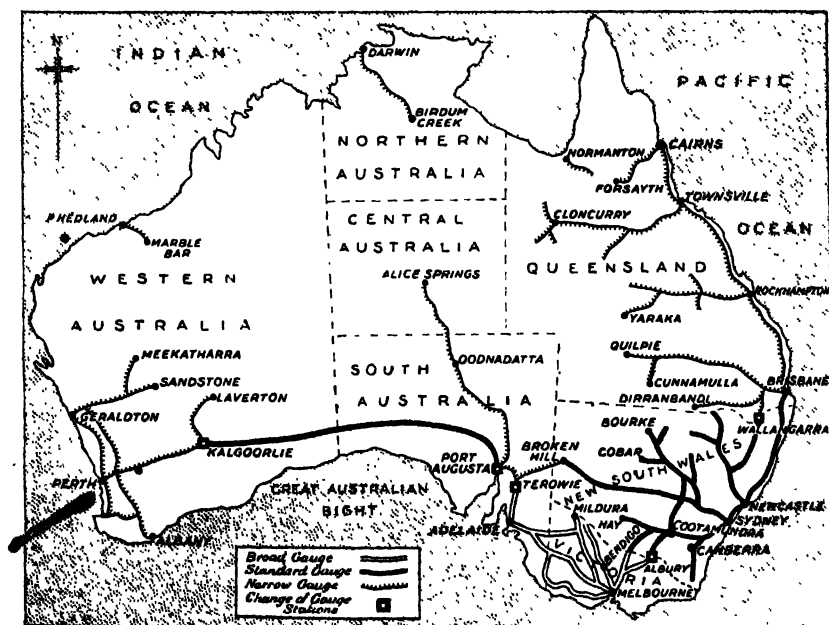 N
INDIAN
OCEAN
DARWIN
BIRDUM
CREEK
PACIFIC
OCEAN
NORTHERN
AUSTRALIA
NORMANTON
CAIRNS
FORSAYTH
TOWNSVILLE
CLONCURRY
PT HEDLAND
MARBLE
BAR
CENTRAL
AUSTRALIA
ALICE SPRINGS
QUEENSLAND
ROCKHAMPTON
YARAKA
WESTERN
AUSTRALIA
MEEKATHARRA
SANDSTONE
LAVERTON
GERALDTON
KALGOORLIE
PERTH
ALBANY
SOUTH
AUSTRALIA
OODNADATTA
QUILPIE
CUNNAMULLA
DIRRANBANDI
BRISBANE
WALLANGARRA
BOURKE
COBAR
BROKEN
HILL
NEW SOUTH WALES
PORT
AUGUSTA
TEROWIE
GREAT AUSTRALIAN
BIGHT
ADELAIDE
MILDURA
HAY
NEWCASTLE
SYDNEY
COOTAMUNDRA
CANBERRA
VICTORIA
BENDIGO
ALBURY
MELBOURNE
Broad Gauge
Standard Gauge
Narrow Gauge
Change of Gauge
Stations